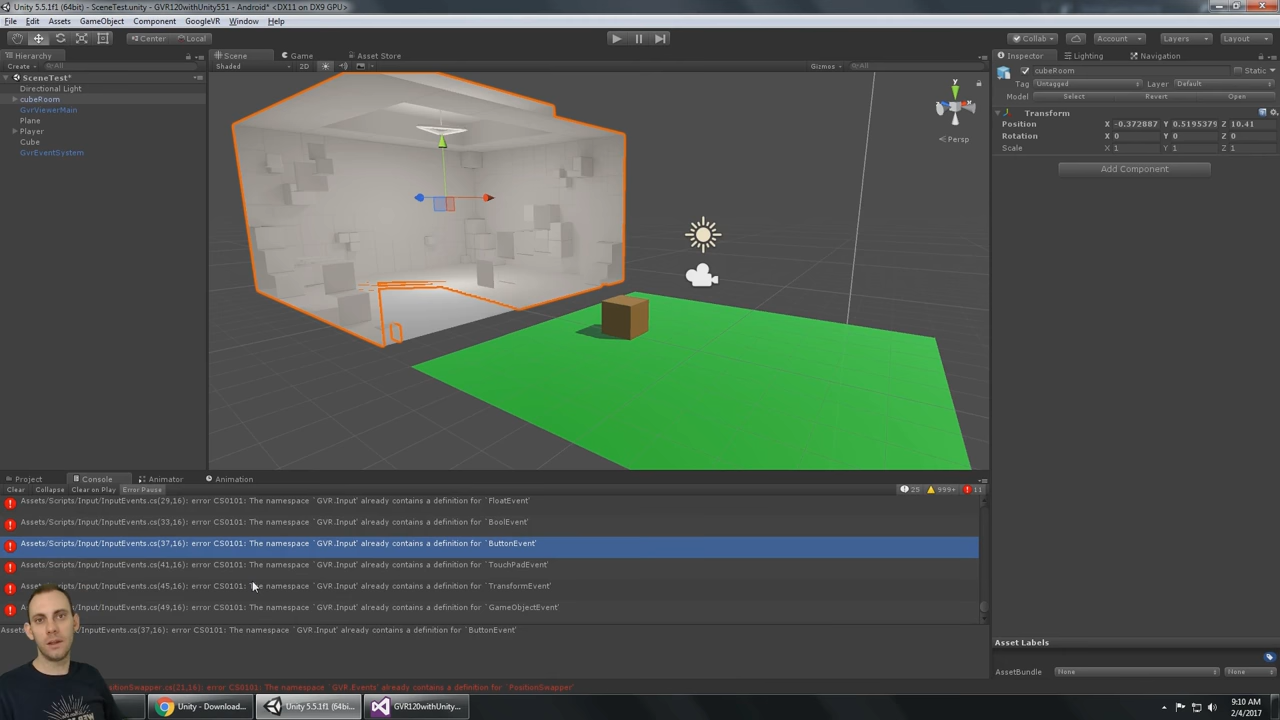 Unity 5.5.1f1 (64bit) - SceneTest.unity - GVR120withUnity551 - Android* <DX11 on DX9 GPU>
File Edit Assets GameObject Component GoogleVR Window Help
Center Local Collab Account Layers Layout
Hierarchy Scene Game Asset Store Inspector Lighting Navigation
Create All Shaded 2D Gizmos All cubeRoom Static
SceneTest* Tag Untagged Layer Default
Directional Light Model Select Revert Open
cubeRoom
GvrViewerMain Transform
Plane Position X -0.372887 Y 0.5195379 Z 10.41
Player Rotation X 0 Y 0 Z 0
Cube Scale X 1 Y 1 Z 1
GvrEventSystem
y
x
Persp
Add Component
Project Console Animator Animation
Clear Collapse Clear on Play Error Pause 25 999+ 11
Assets/Scripts/Input/InputEvents.cs(29,16): error CS0101: The namespace `GVR.Input' already contains a definition for `FloatEvent'
Assets/Scripts/Input/InputEvents.cs(33,16): error CS0101: The namespace `GVR.Input' already contains a definition for `BoolEvent'
Assets/Scripts/Input/InputEvents.cs(37,16): error CS0101: The namespace `GVR.Input' already contains a definition for `ButtonEvent'
Assets/Scripts/Input/InputEvents.cs(41,16): error CS0101: The namespace `GVR.Input' already contains a definition for `TouchPadEvent'
Assets/Scripts/Input/InputEvents.cs(45,16): error CS0101: The namespace `GVR.Input' already contains a definition for `TransformEvent'
ts/Scripts/Input/InputEvents.cs(49,16): error CS0101: The namespace `GVR.Input' already contains a definition for `GameObjectEvent'
Assets t/InputEvents.cs(37,16): error CS0101: The namespace `GVR.Input' already contains a definition for `ButtonEvent'
Asset Labels
AssetBundle None None
sitionSwapper.cs(21,16): error CS0101: The namespace `GVR.Events' already contains a definition for `PositionSwapper'
Unity - Download... Unity 5.5.1f1 (64bi... GVR120withUnity...
9:10 AM
2/4/2017